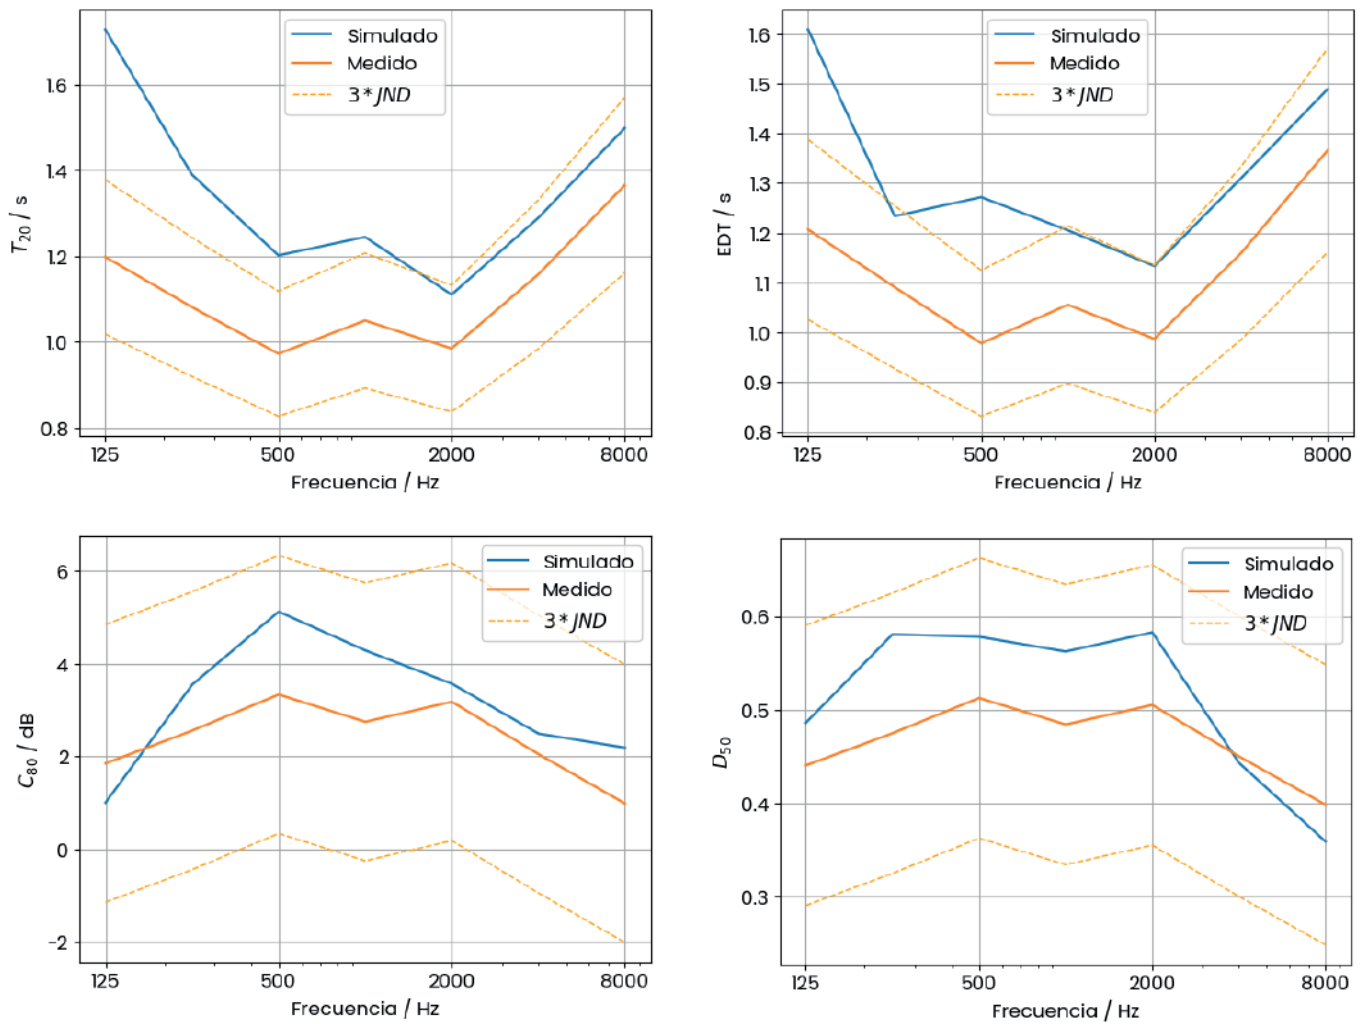 Simulado
Medido
3 * JND
1.6
1.4
1.2
1.0
0.8
T20 / s
125
500
2000
8000
Frecuencia / Hz
Simulado
Medido
3 * JND
1.6
1.5
1.4
1.3
1.2
1.1
1.0
0.9
0.8
EDT / s
125
500
2000
8000
Frecuencia / Hz
Simulado
Medido
3 * JND
6
4
2
0
−2
C80 / dB
125
500
2000
8000
Frecuencia / Hz
Simulado
Medido
3 * JND
0.6
0.5
0.4
0.3
D50
125
500
2000
8000
Frecuencia / Hz